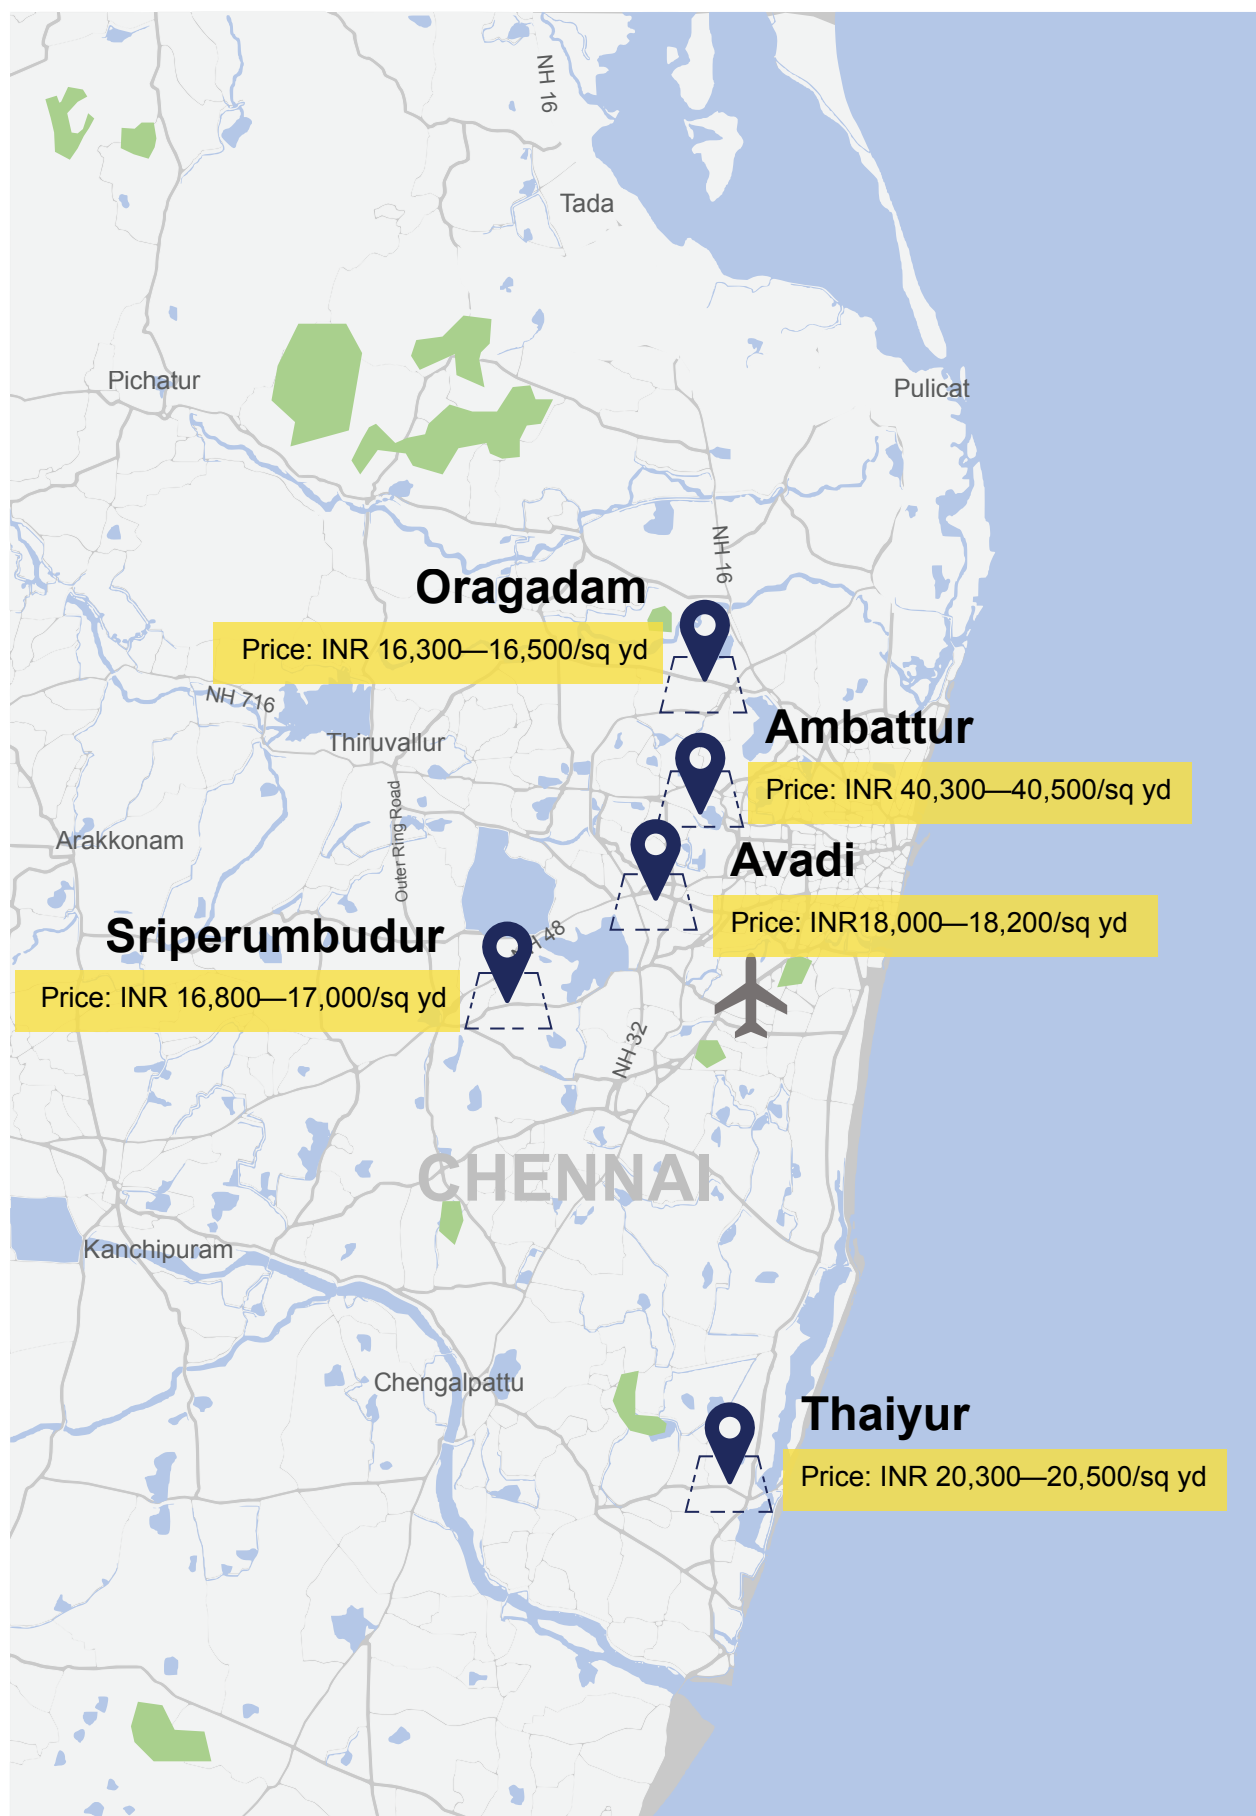 NH 16
Tada
Pichatur
Pulicat
NH 16
Oragadam
Price: INR 16,300—16,500/sq yd
NH 716
Thiruvallur
Ambattur
Price: INR 40,300—40,500/sq yd
Outer Ring Road
Arakkonam
Avadi
Price: INR18,000—18,200/sq yd
Sriperumbudur
NH 48
Price: INR 16,800—17,000/sq yd
NH 32
CHENNAI
Kanchipuram
Chengalpattu
Thaiyur
Price: INR 20,300—20,500/sq yd